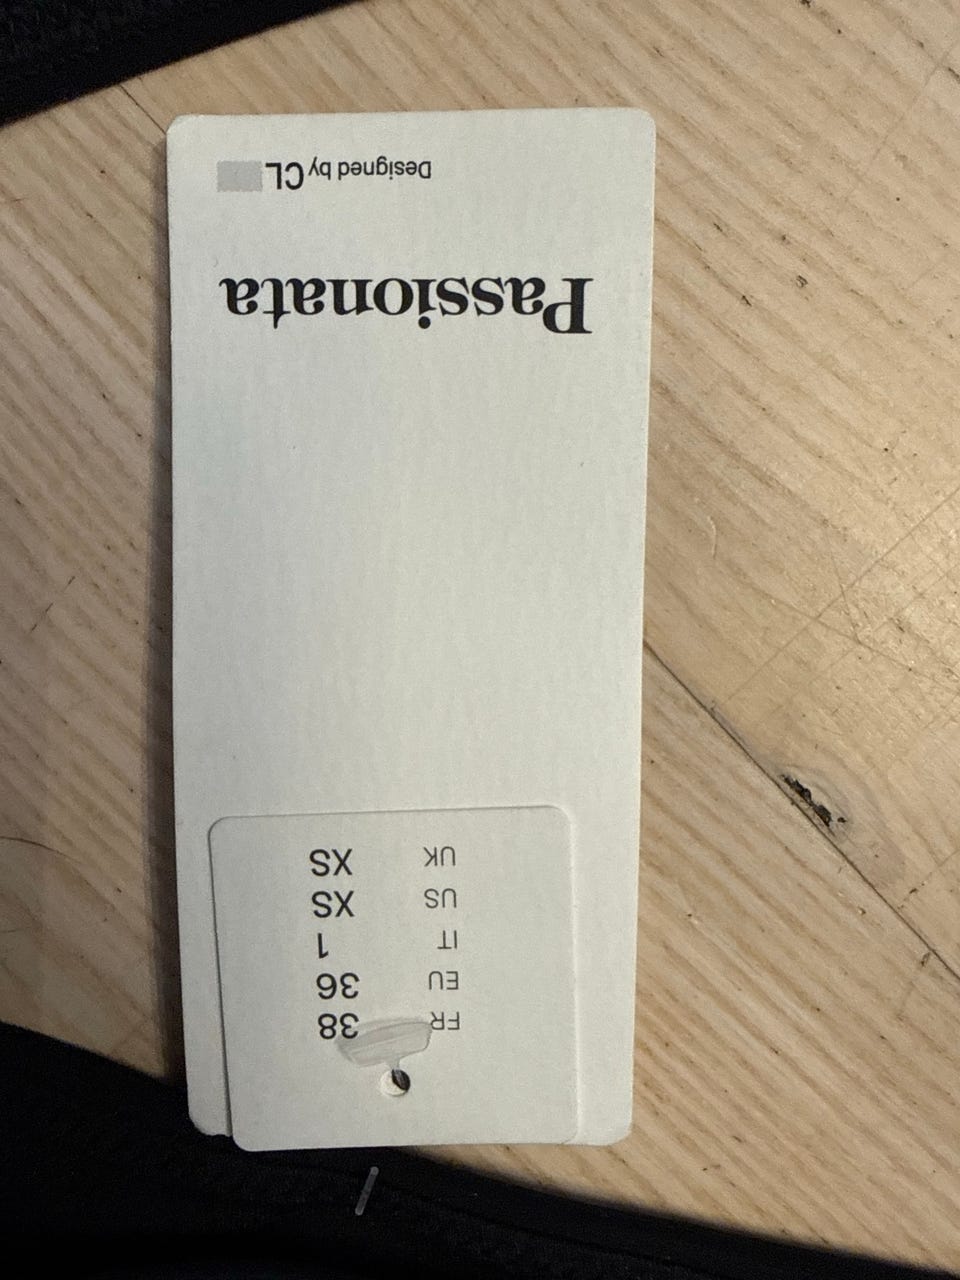 FR 38
EU 36
IT 1
US XS
UK XS
Passionata
Designed by CL